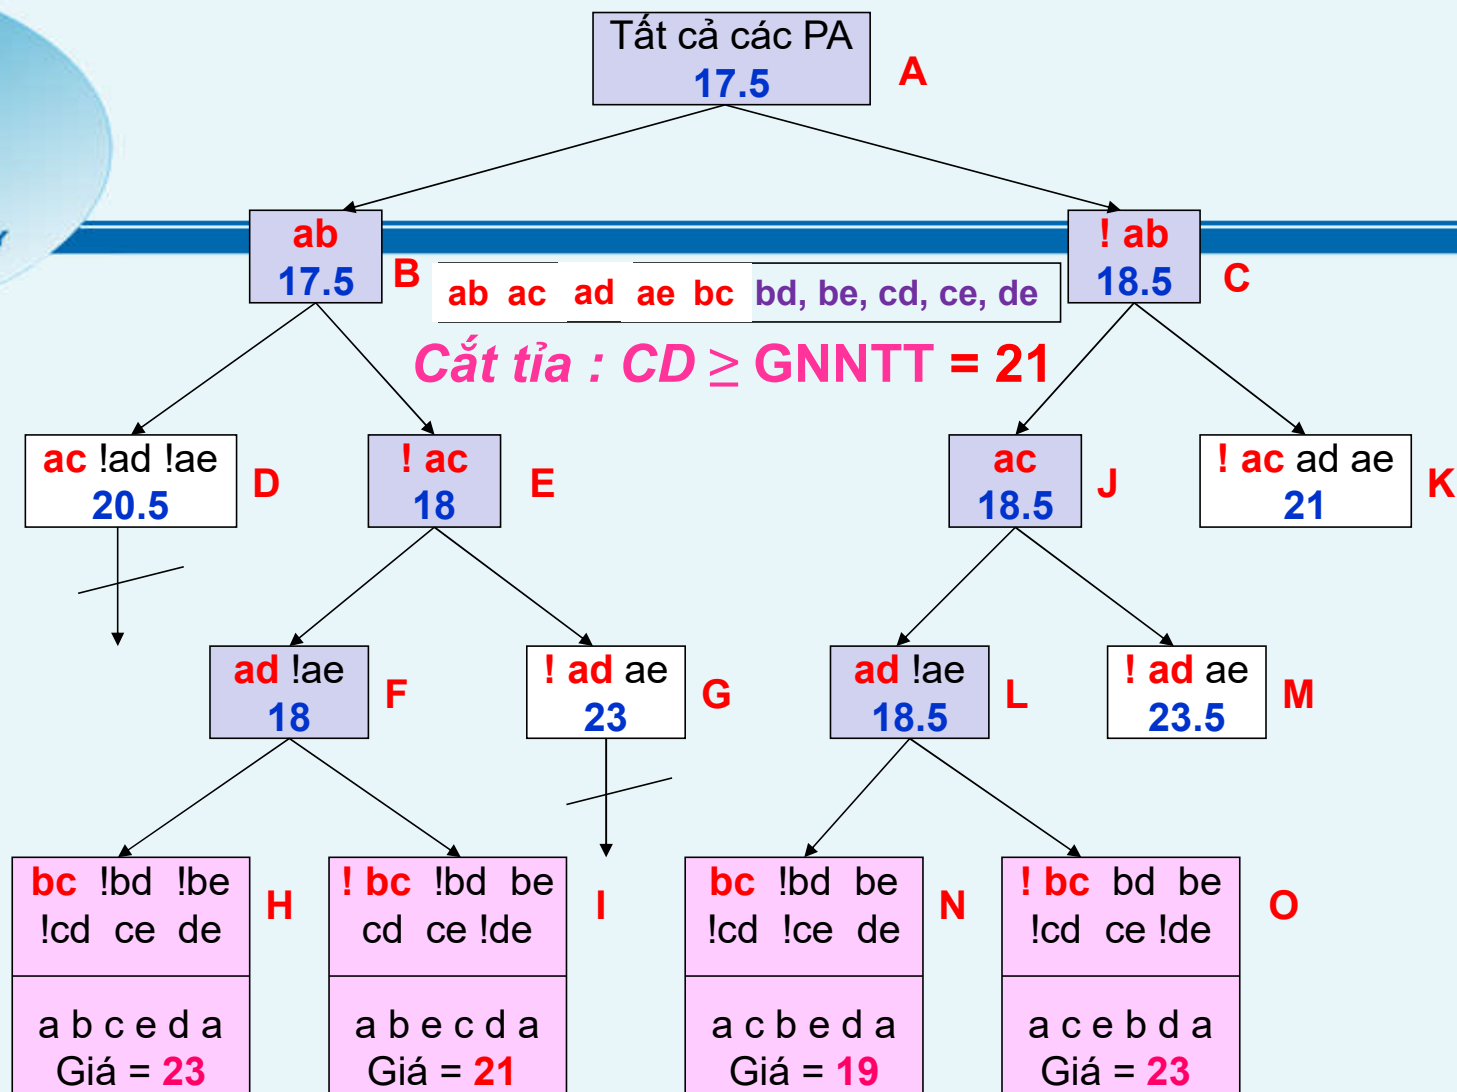 Tất cả các PA
17.5
A
ab
17.5
B
! ab
18.5
C
ab ac ad ae bc bd, be, cd, ce, de
Cắt tỉa : CD ≥ GNNTT = 21
ac !ad !ae
20.5
D
! ac
18
E
ac
18.5
J
! ac ad ae
21
K
ad !ae
18
F
! ad ae
23
G
ad !ae
18.5
L
! ad ae
23.5
M
bc !bd !be
!cd ce de
H
a b c e d a
Giá = 23
! bc !bd be
cd ce !de
I
a b e c d a
Giá = 21
bc !bd be
!cd !ce de
N
a c b e d a
Giá = 19
! bc bd be
!cd ce !de
O
a c e b d a
Giá = 23